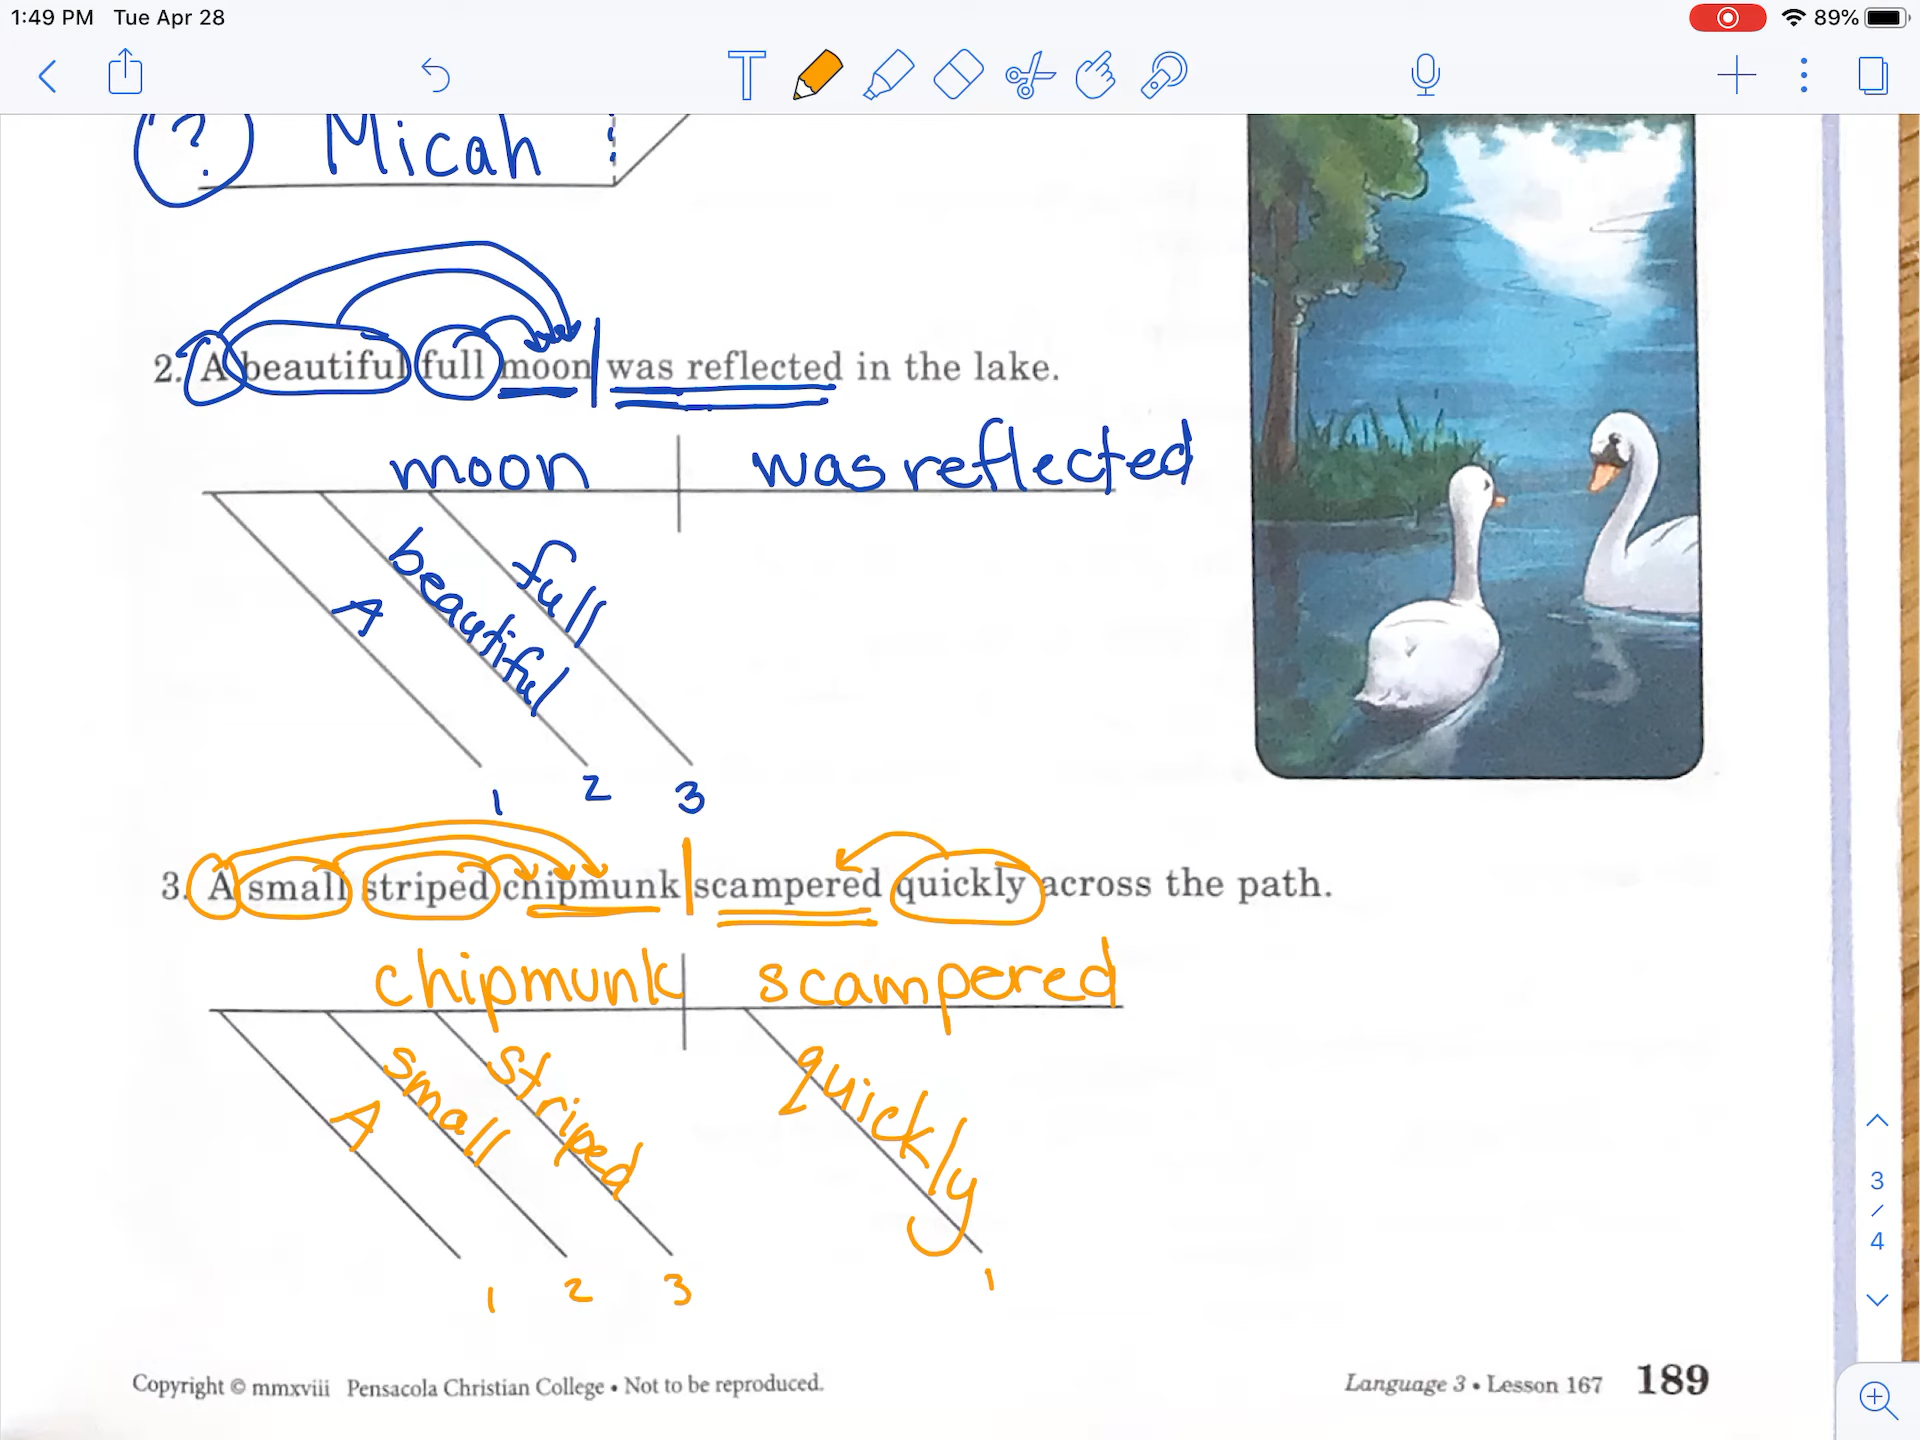 1:49 PM Tue Apr 28
89%
T
? Micah
2. A beautiful full moon was reflected in the lake.
moon was reflected
A beautiful full
1 2 3
3. A small striped chipmunk scampered quickly across the path.
chipmunk scampered
A small striped quickly
1 2 3 1
3
/
4
Copyright © mmxviii Pensacola Christian College • Not to be reproduced.
Language 3 • Lesson 167 189